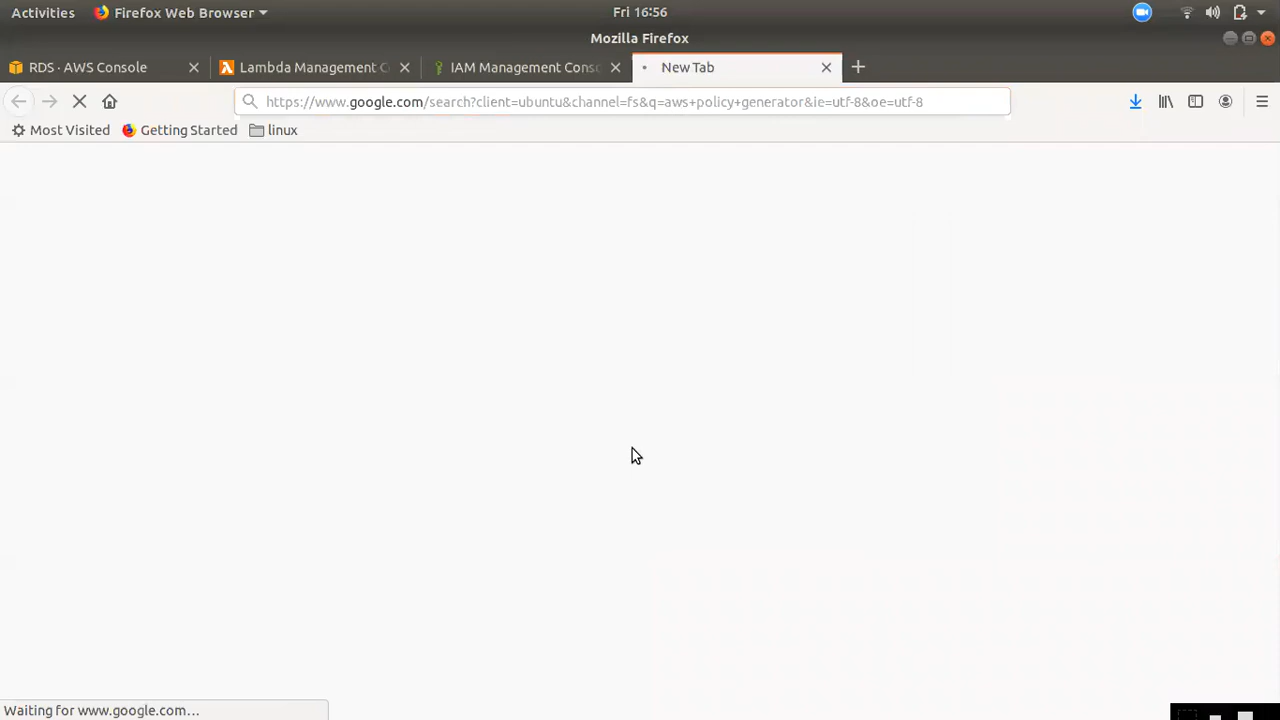 Activities Firefox Web Browser Fri 16:56
Mozilla Firefox
RDS · AWS Console Lambda Management C IAM Management Cons New Tab
https://www.google.com/search?client=ubuntu&channel=fs&q=aws+policy+generator&ie=utf-8&oe=utf-8
Most Visited Getting Started linux
Waiting for www.google.com…